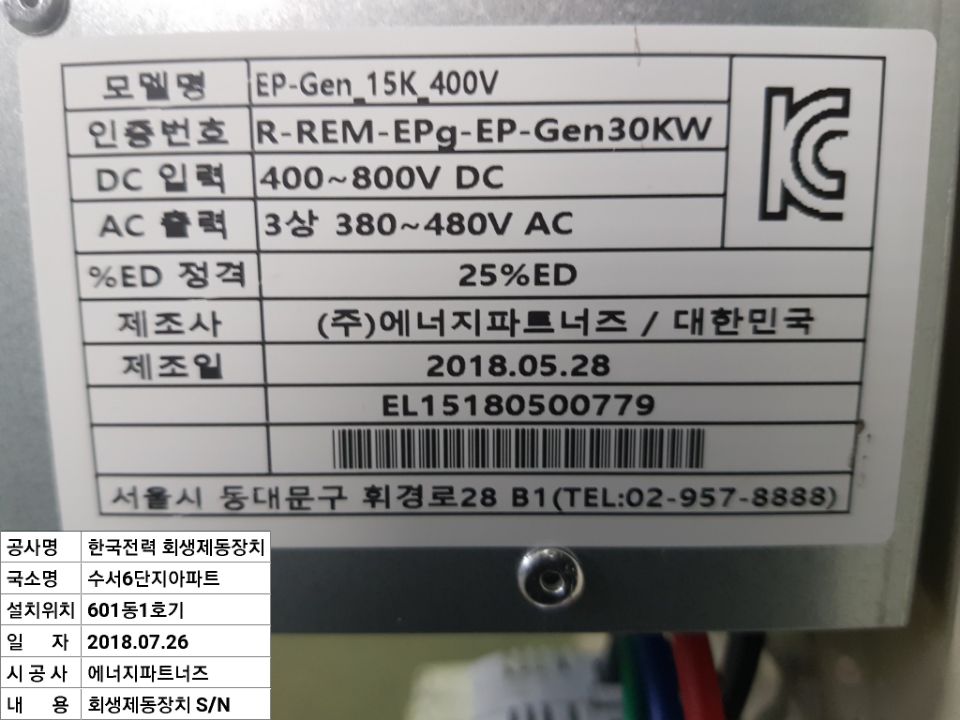 모델명 EP-Gen_15K_400V
인증번호 R-REM-EPg-EP-Gen30KW
DC 입력 400~800V DC
AC 출력 3상 380~480V AC
%ED 정격 25%ED
제조사 (주)에너지파트너즈 / 대한민국
제조일 2018.05.28
EL15180500779
서울시 동대문구 휘경로28 B1(TEL:02-957-8888)
공사명 한국전력 회생제동장치
국소명 수서6단지아파트
설치위치 601동1호기
일 자 2018.07.26
시 공 사 에너지파트너즈
내 용 회생제동장치 S/N